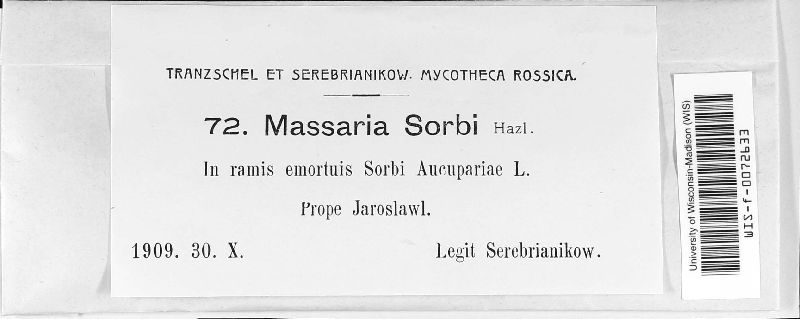 TRANZSCHEL ET SEREBRIANIKOW. MYCOTHECA ROSSICA.
72. Massaria Sorbi Hazl.
In ramis emortuis Sorbi Aucupariae L.
Prope Jaroslawl.
1909. 30. X. Legit Serebrianikow.
University of Wisconsin-Madison (WIS)
WIS-f-0072633